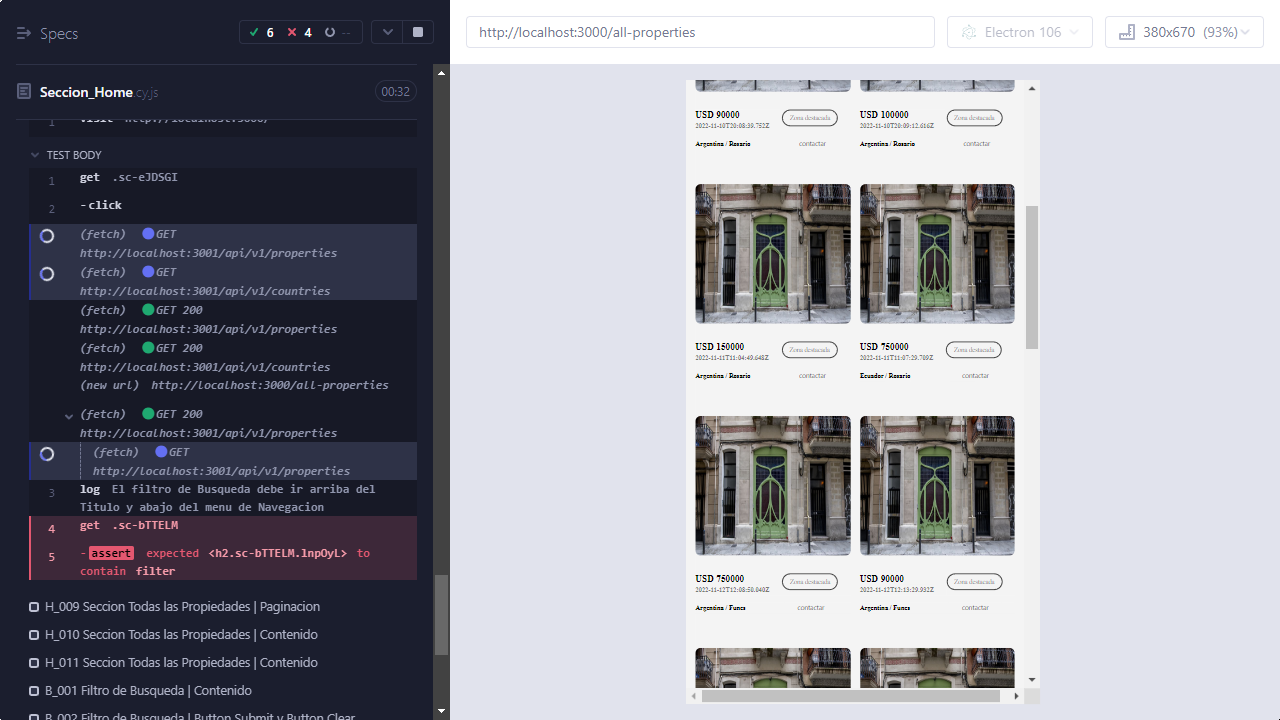 Specs
6
4
--
Seccion_Home.cy.js
00:32
1 visit http://localhost:3000/
TEST BODY
1 get .sc-eJDSGI
2 -click
(fetch) GET
http://localhost:3001/api/v1/properties
(fetch) GET
http://localhost:3001/api/v1/countries
(fetch) GET 200
http://localhost:3001/api/v1/properties
(fetch) GET 200
http://localhost:3001/api/v1/countries
(new url) http://localhost:3000/all-properties
(fetch) GET 200
http://localhost:3001/api/v1/properties
(fetch) GET
http://localhost:3001/api/v1/properties
3 log El filtro de Busqueda debe ir arriba del
Titulo y abajo del menu de Navegacion
4 get .sc-bTTELM
5 -assert expected <h2.sc-bTTELM.lnpOyL> to
contain filter
H_009 Seccion Todas las Propiedades | Paginacion
H_010 Seccion Todas las Propiedades | Contenido
H_011 Seccion Todas las Propiedades | Contenido
B_001 Filtro de Busqueda | Contenido
B_002 Filtro de Busqueda | Button Submit y Button Clear
http://localhost:3000/all-properties
Electron 106
380x670 (93%)
USD 90000 Zona destacada
2022-11-10T20:08:39.752Z
Argentina / Rosario contactar
USD 100000 Zona destacada
2022-11-10T20:09:12.616Z
Argentina / Rosario contactar
USD 150000 Zona destacada
2022-11-11T11:04:49.648Z
Argentina / Rosario contactar
USD 750000 Zona destacada
2022-11-11T11:07:29.709Z
Ecuador / Rosario contactar
USD 750000 Zona destacada
2022-11-12T12:08:50.040Z
Argentina / Funes contactar
USD 90000 Zona destacada
2022-11-12T12:13:29.932Z
Argentina / Funes contactar